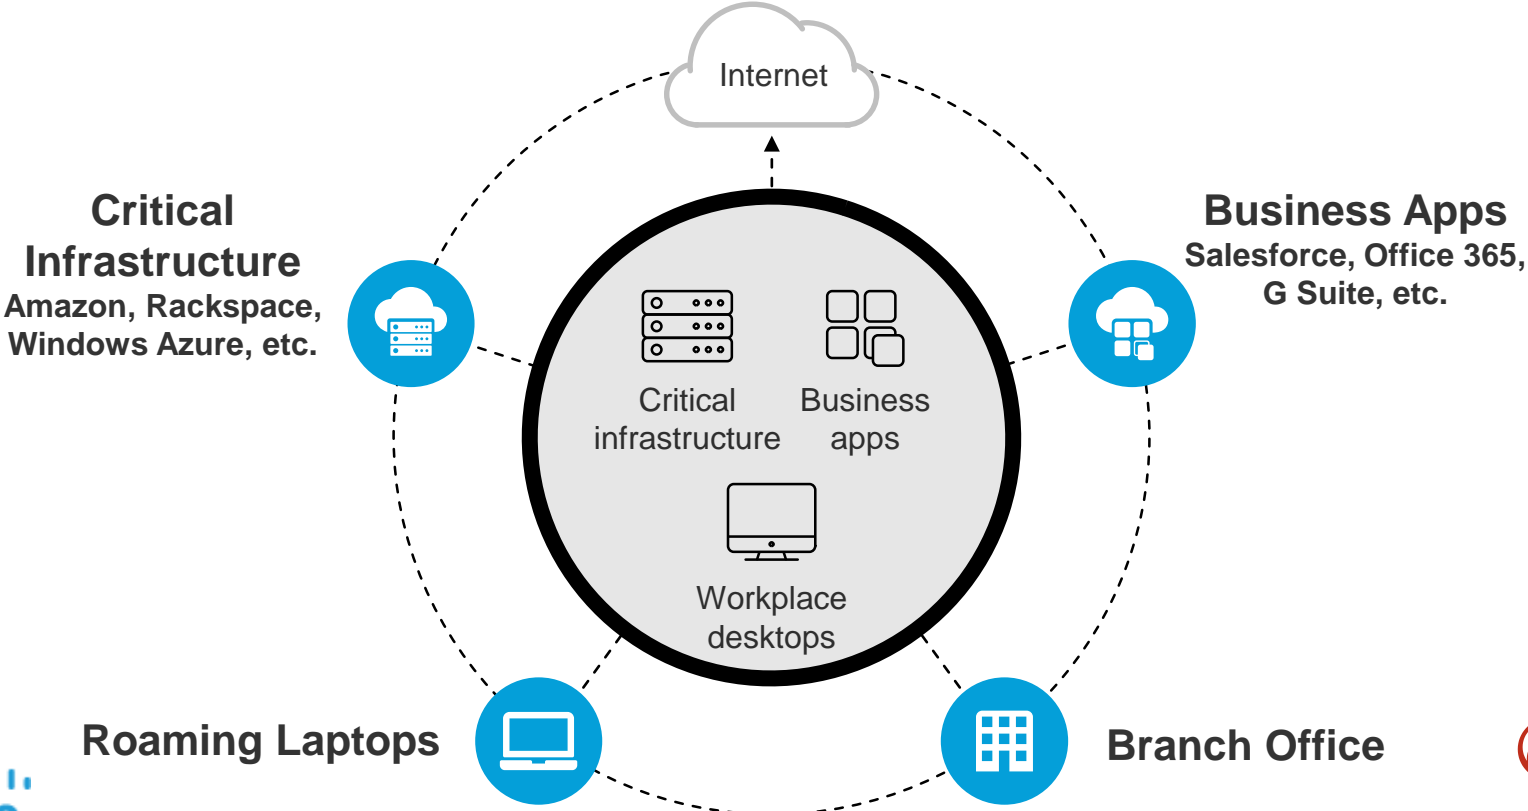 Internet
Critical
Infrastructure
Amazon, Rackspace,
Windows Azure, etc.
Business Apps
Salesforce, Office 365,
G Suite, etc.
Critical
infrastructure
Business
apps
Workplace
desktops
Roaming Laptops
Branch Office